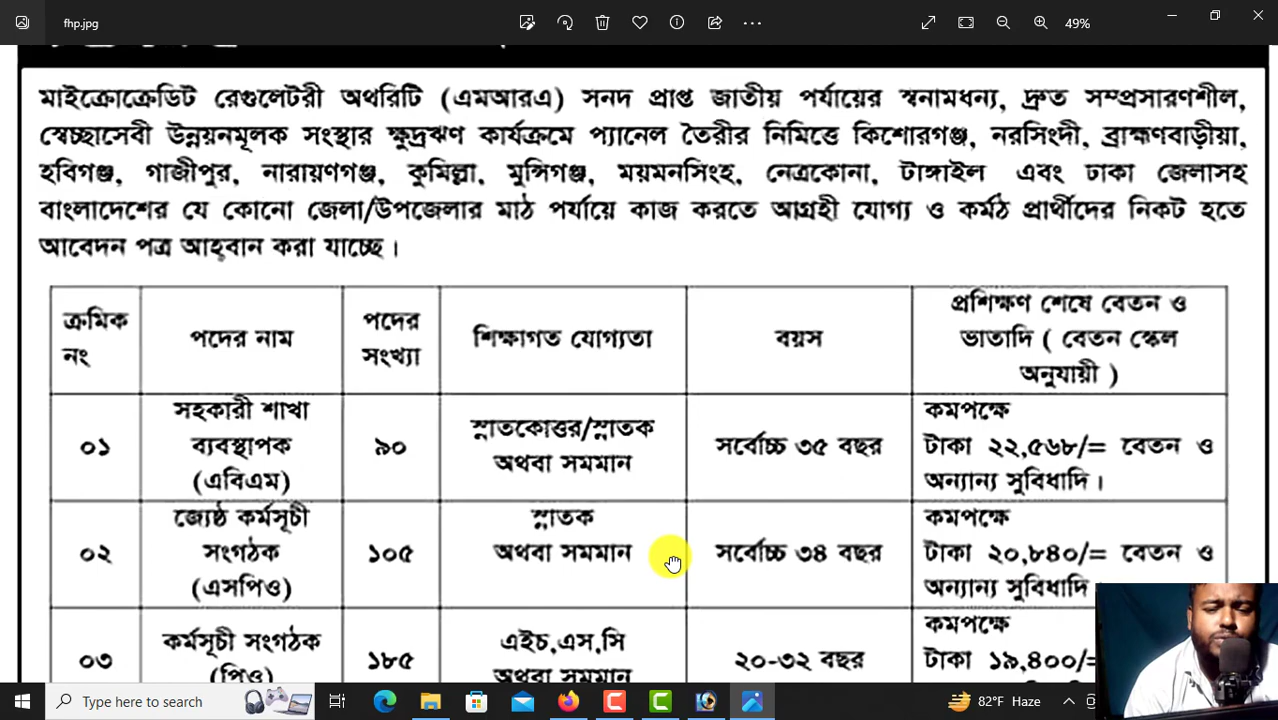 fhp.jpg
49%
মাইক্রোক্রেডিট রেগুলেটরী অথরিটি (এমআরএ) সনদ প্রাপ্ত জাতীয় পর্যায়ের স্বনামধন্য, দ্রুত সম্প্রসারণশীল,
স্বেচ্ছাসেবী উন্নয়নমূলক সংস্থার ক্ষুদ্রঋণ কার্যক্রমে প্যানেল তৈরীর নিমিত্তে কিশোরগঞ্জ, নরসিংদী, ব্রাহ্মণবাড়ীয়া,
হবিগঞ্জ, গাজীপুর, নারায়ণগঞ্জ, কুমিল্লা, মুন্সিগঞ্জ, ময়মনসিংহ, নেত্রকোনা, টাঙ্গাইল এবং ঢাকা জেলাসহ
বাংলাদেশের যে কোনো জেলা/উপজেলার মাঠ পর্যায়ে কাজ করতে আগ্রহী যোগ্য ও কর্মঠ প্রার্থীদের নিকট হতে
আবেদন পত্র আহ্বান করা যাচ্ছে।
ক্রমিক
নং
পদের নাম
পদের
সংখ্যা
শিক্ষাগত যোগ্যতা
বয়স
প্রশিক্ষণ শেষে বেতন ও
ভাতাদি ( বেতন স্কেল
অনুযায়ী )
০১
সহকারী শাখা
ব্যবস্থাপক
(এবিএম)
৯০
স্নাতকোত্তর/স্নাতক
অথবা সমমান
সর্বোচ্চ ৩৫ বছর
কমপক্ষে
টাকা ২২,৫৬৮/= বেতন ও
অন্যান্য সুবিধাদি।
০২
জ্যেষ্ঠ কর্মসূচী
সংগঠক
(এসপিও)
১০৫
স্নাতক
অথবা সমমান
সর্বোচ্চ ৩৪ বছর
কমপক্ষে
টাকা ২০,৮৪০/= বেতন ও
অন্যান্য সুবিধাদি
০৩
কর্মসূচী সংগঠক
(পিও)
১৮৫
এইচ,এস,সি
অথবা সমমান
২০-৩২ বছর
কমপক্ষে
টাকা ১৯,৪০০/=
Type here to search
82°F Haze